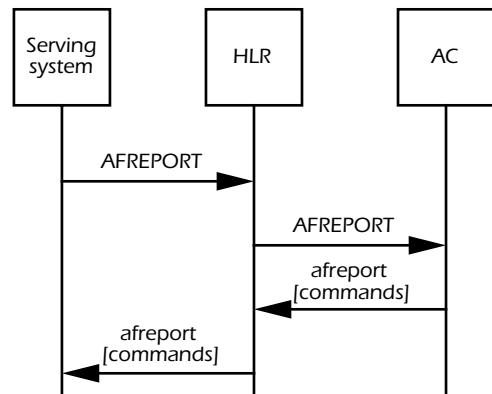 Serving
system
HLR
AC
AFREPORT
AFREPORT
afreport
[commands]
afreport
[commands]